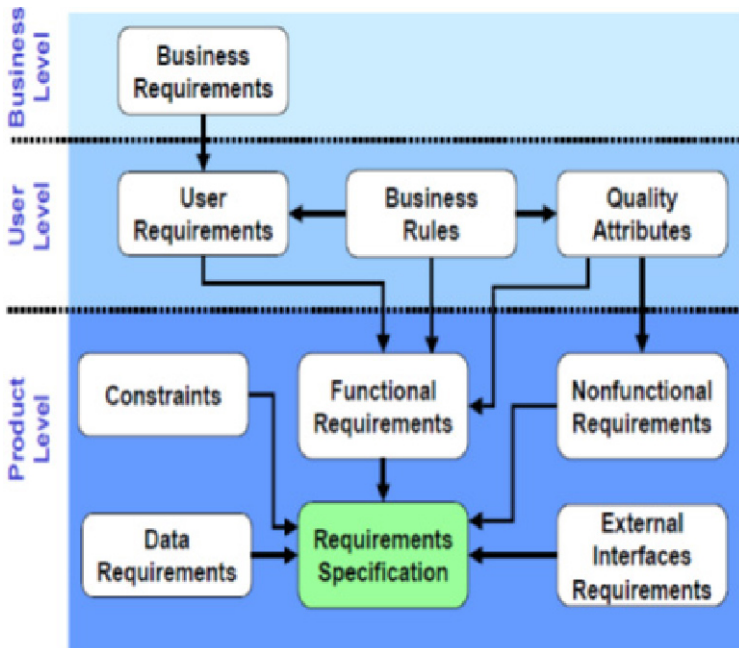 Business
Level
Business
Requirements
User
Level
User
Requirements
Business
Rules
Quality
Attributes
Product
Level
Constraints
Functional
Requirements
Nonfunctional
Requirements
Data
Requirements
Requirements
Specification
External
Interfaces
Requirements